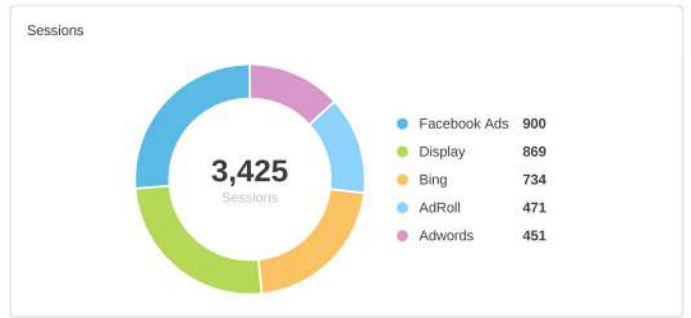 Sessions
3,425
Sessions
Facebook Ads 900
Display 869
Bing 734
AdRoll 471
Adwords 451